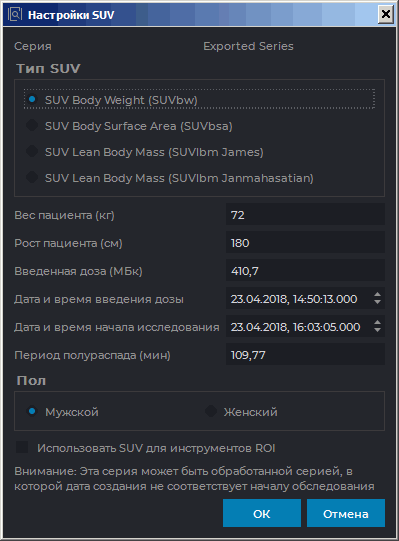 Настройки SUV
Серия Exported Series
Тип SUV
SUV Body Weight (SUVbw)
SUV Body Surface Area (SUVbsa)
SUV Lean Body Mass (SUVlbm James)
SUV Lean Body Mass (SUVlbm Janmahasatian)
Вес пациента (кг) 72
Рост пациента (см) 180
Введенная доза (МБк) 410,7
Дата и время введения дозы 23.04.2018, 14:50:13.000
Дата и время начала исследования 23.04.2018, 16:03:05.000
Период полураспада (мин) 109,77
Пол
Мужской Женский
Использовать SUV для инструментов ROI
Внимание: Эта серия может быть обработанной серией, в
которой дата создания не соответствует началу обследования
ОК Отмена